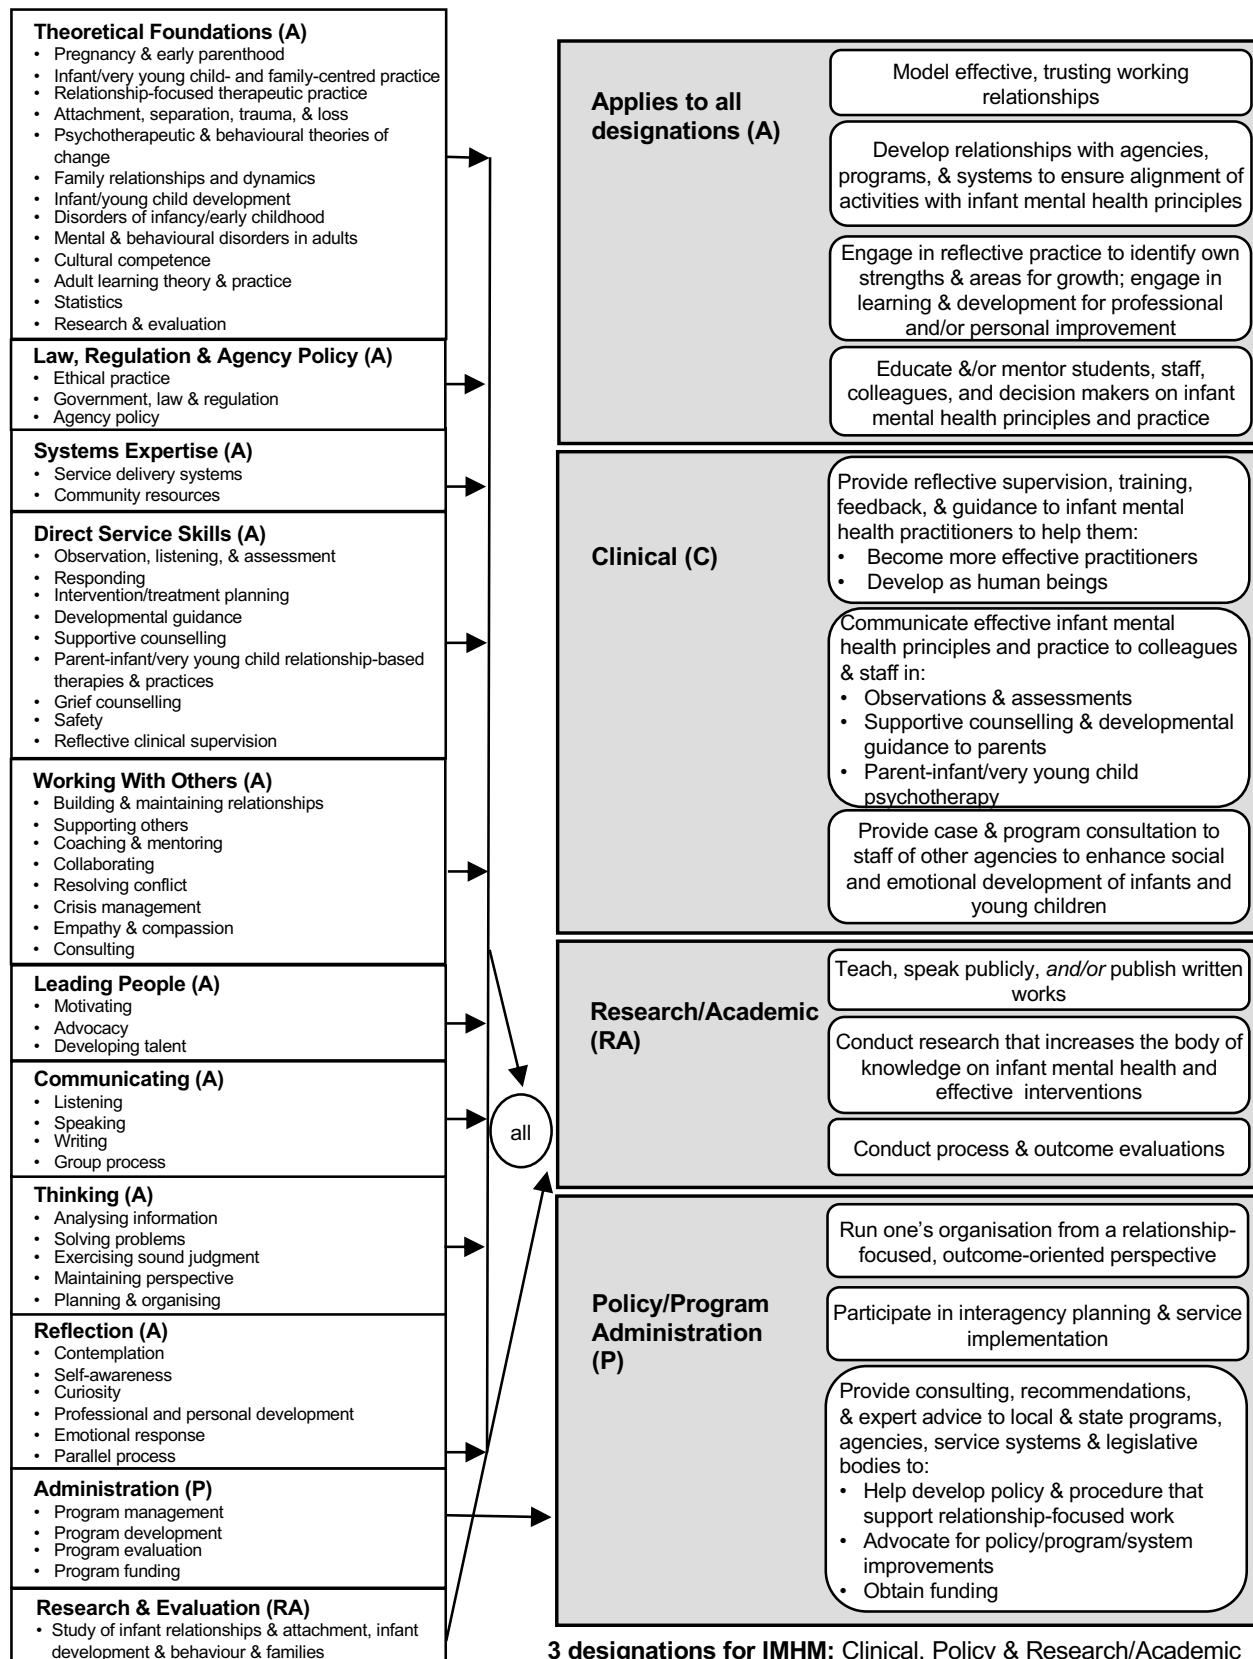 Theoretical Foundations (A)
• Pregnancy & early parenthood
• Infant/very young child- and family-centred practice
• Relationship-focused therapeutic practice
• Attachment, separation, trauma, & loss
• Psychotherapeutic & behavioural theories of
change
• Family relationships and dynamics
• Infant/young child development
• Disorders of infancy/early childhood
• Mental & behavioural disorders in adults
• Cultural competence
• Adult learning theory & practice
• Statistics
• Research & evaluation
Law, Regulation & Agency Policy (A)
• Ethical practice
• Government, law & regulation
• Agency policy
Systems Expertise (A)
• Service delivery systems
• Community resources
Direct Service Skills (A)
• Observation, listening, & assessment
• Responding
• Intervention/treatment planning
• Developmental guidance
• Supportive counselling
• Parent-infant/very young child relationship-based
therapies & practices
• Grief counselling
• Safety
• Reflective clinical supervision
Working With Others (A)
• Building & maintaining relationships
• Supporting others
• Coaching & mentoring
• Collaborating
• Resolving conflict
• Crisis management
• Empathy & compassion
• Consulting
Leading People (A)
• Motivating
• Advocacy
• Developing talent
Communicating (A)
• Listening
• Speaking
• Writing
• Group process
Thinking (A)
• Analysing information
• Solving problems
• Exercising sound judgment
• Maintaining perspective
• Planning & organising
Reflection (A)
• Contemplation
• Self-awareness
• Curiosity
• Professional and personal development
• Emotional response
• Parallel process
Administration (P)
• Program management
• Program development
• Program evaluation
• Program funding
Research & Evaluation (RA)
• Study of infant relationships & attachment, infant
development & behaviour & families
all
Applies to all
designations (A)
Model effective, trusting working
relationships
Develop relationships with agencies,
programs, & systems to ensure alignment of
activities with infant mental health principles
Engage in reflective practice to identify own
strengths & areas for growth; engage in
learning & development for professional
and/or personal improvement
Educate &/or mentor students, staff,
colleagues, and decision makers on infant
mental health principles and practice
Clinical (C)
Provide reflective supervision, training,
feedback, & guidance to infant mental
health practitioners to help them:
• Become more effective practitioners
• Develop as human beings
Communicate effective infant mental
health principles and practice to colleagues
& staff in:
• Observations & assessments
• Supportive counselling & developmental
guidance to parents
• Parent-infant/very young child
psychotherapy
Provide case & program consultation to
staff of other agencies to enhance social
and emotional development of infants and
young children
Research/Academic
(RA)
Teach, speak publicly, and/or publish written
works
Conduct research that increases the body of
knowledge on infant mental health and
effective interventions
Conduct process & outcome evaluations
Policy/Program
Administration
(P)
Run one’s organisation from a relationship-
focused, outcome-oriented perspective
Participate in interagency planning & service
implementation
Provide consulting, recommendations,
& expert advice to local & state programs,
agencies, service systems & legislative
bodies to:
• Help develop policy & procedure that
support relationship-focused work
• Advocate for policy/program/system
improvements
• Obtain funding
3 designations for IMHM: Clinical, Policy & Research/Academic